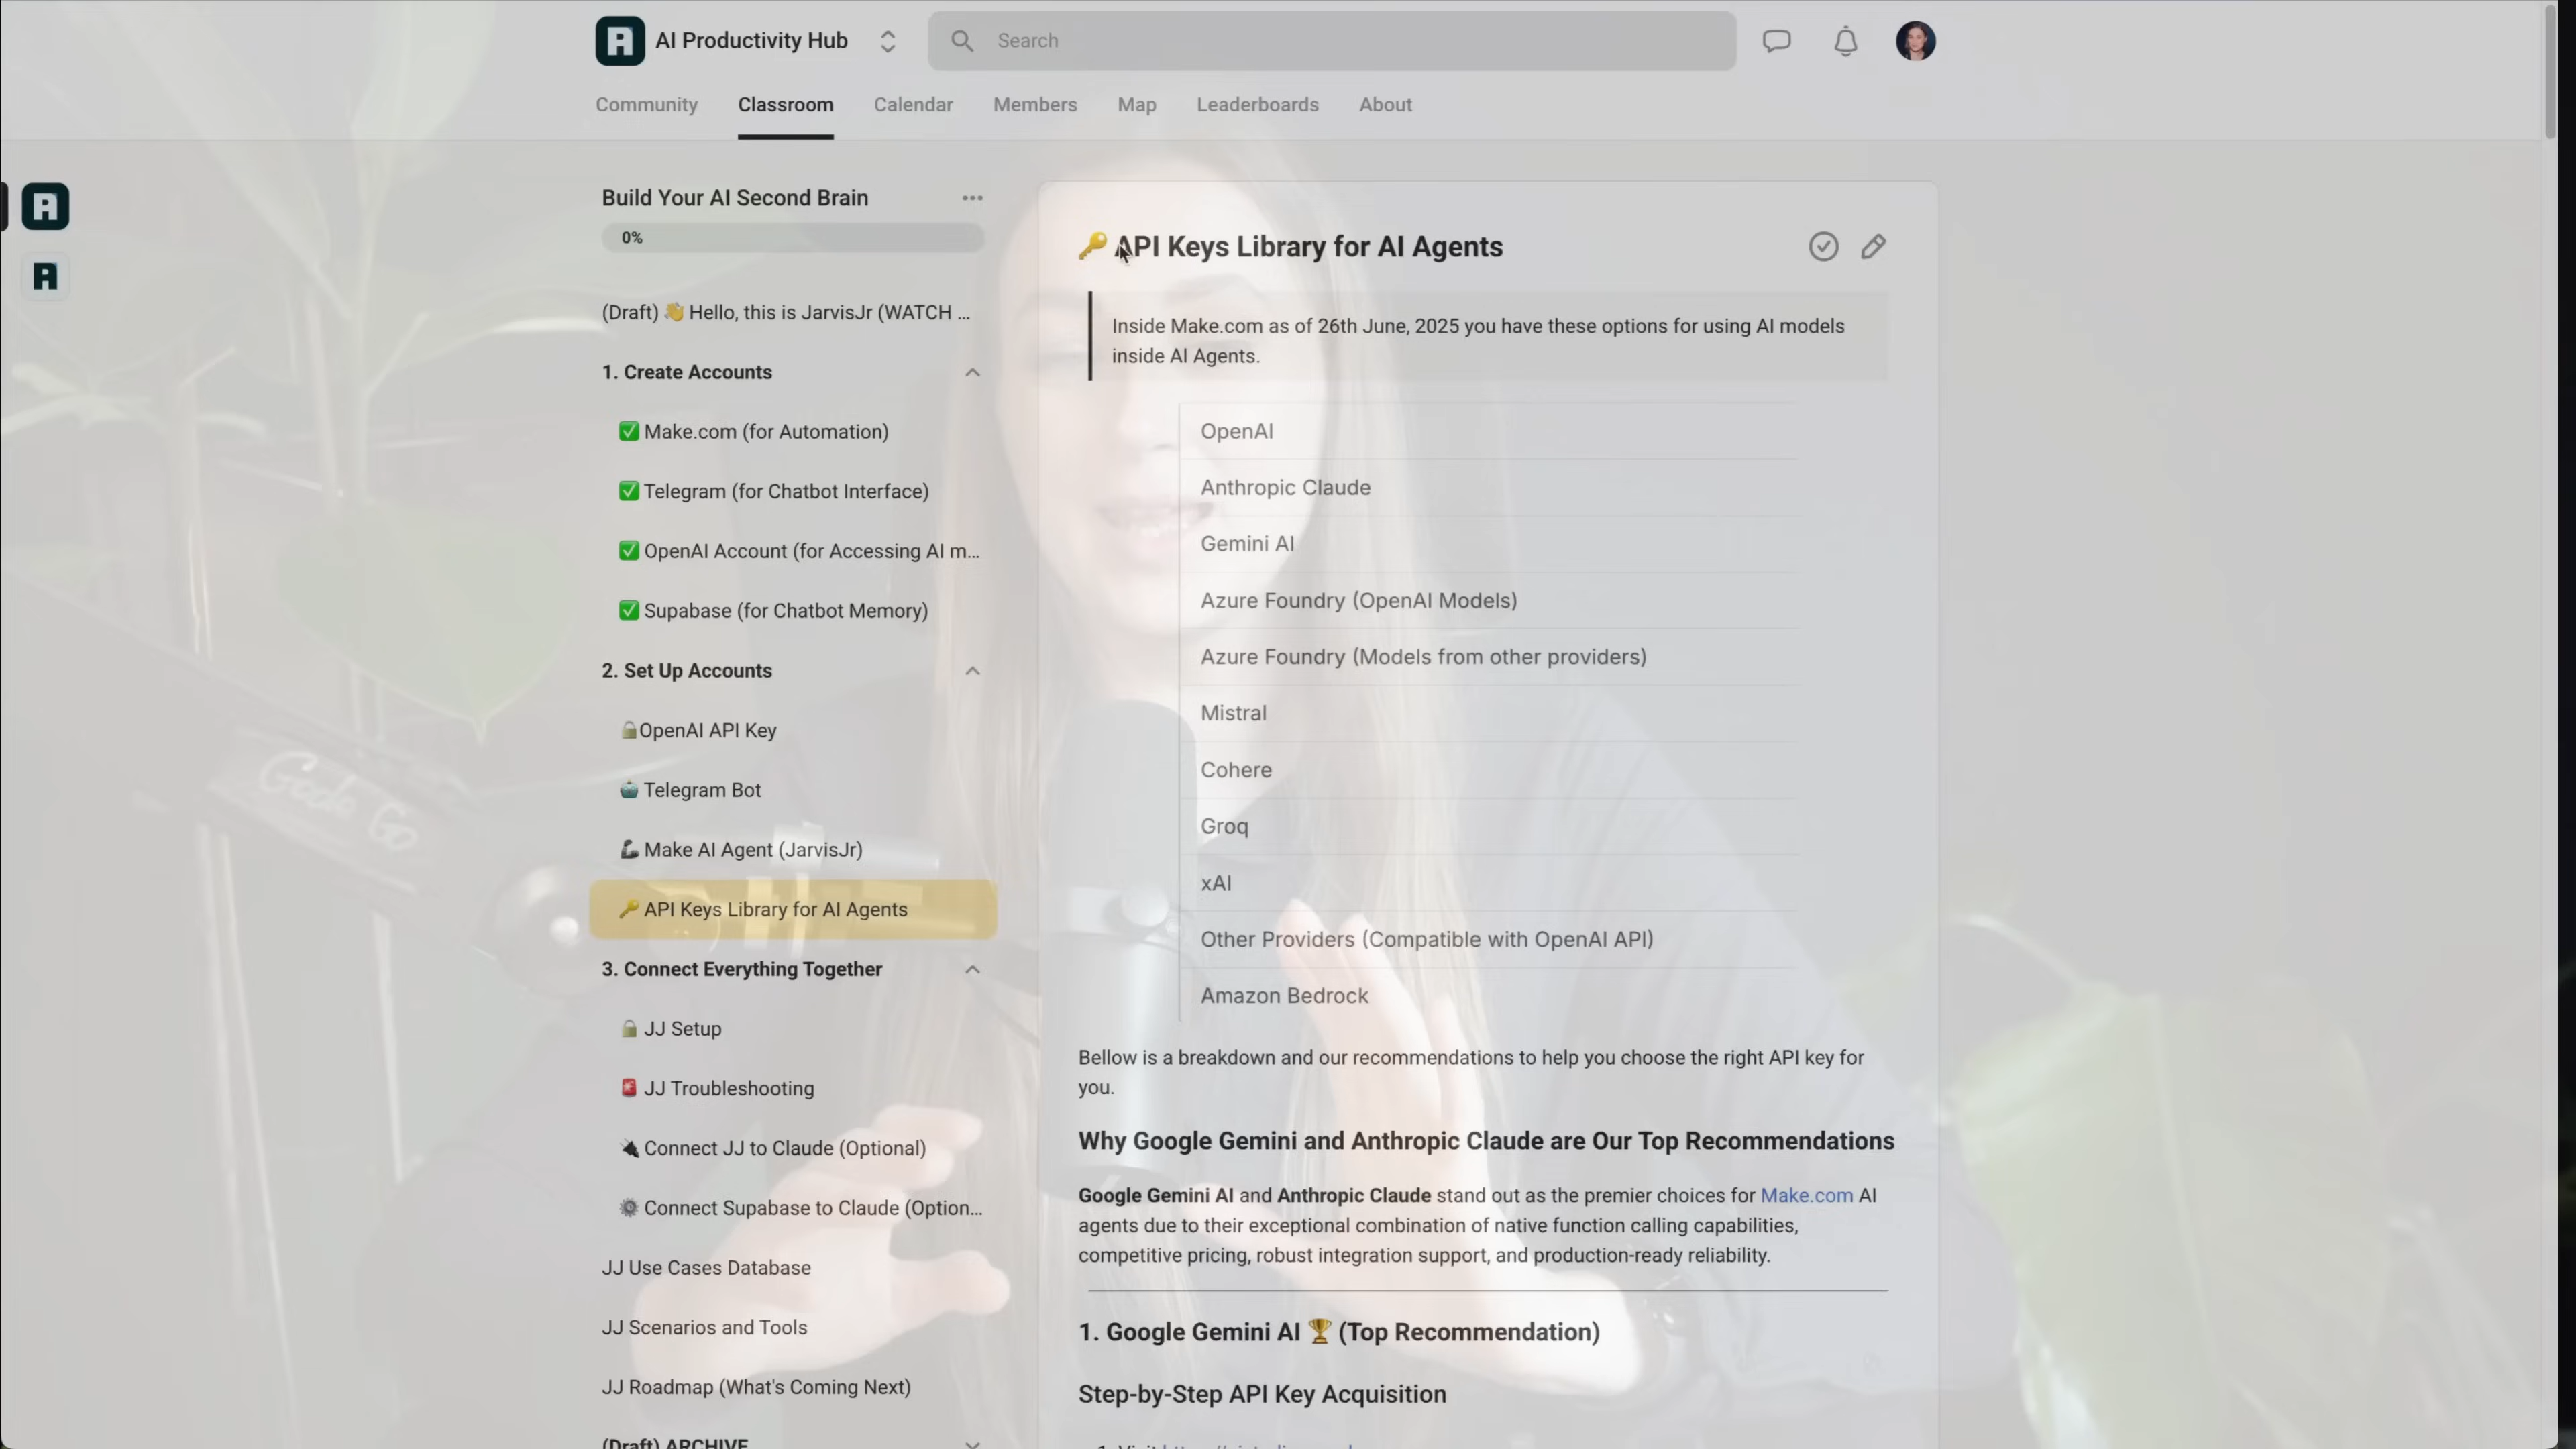 AI Productivity Hub
Search
Community
Classroom
Calendar
Members
Map
Leaderboards
About
Build Your AI Second Brain
0%
(Draft) 👋 Hello, this is JarvisJr (WATCH ...
1. Create Accounts
✅ Make.com (for Automation)
✅ Telegram (for Chatbot Interface)
✅ OpenAI Account (for Accessing AI m...
✅ Supabase (for Chatbot Memory)
2. Set Up Accounts
🔒OpenAI API Key
🤖 Telegram Bot
🦾 Make AI Agent (JarvisJr)
🔑 API Keys Library for AI Agents
3. Connect Everything Together
🔒 JJ Setup
🚨 JJ Troubleshooting
🔌 Connect JJ to Claude (Optional)
⚙️ Connect Supabase to Claude (Option...
JJ Use Cases Database
JJ Scenarios and Tools
JJ Roadmap (What's Coming Next)
(Draft) ARCHIVE
🔑 API Keys Library for AI Agents
Inside Make.com as of 26th June, 2025 you have these options for using AI models
inside AI Agents.
OpenAI
Anthropic Claude
Gemini AI
Azure Foundry (OpenAI Models)
Azure Foundry (Models from other providers)
Mistral
Cohere
Groq
xAI
Other Providers (Compatible with OpenAI API)
Amazon Bedrock
Bellow is a breakdown and our recommendations to help you choose the right API key for
you.
Why Google Gemini and Anthropic Claude are Our Top Recommendations
Google Gemini AI and Anthropic Claude stand out as the premier choices for Make.com AI
agents due to their exceptional combination of native function calling capabilities,
competitive pricing, robust integration support, and production-ready reliability.
1. Google Gemini AI 🏆 (Top Recommendation)
Step-by-Step API Key Acquisition
1. Visit
Gode Go